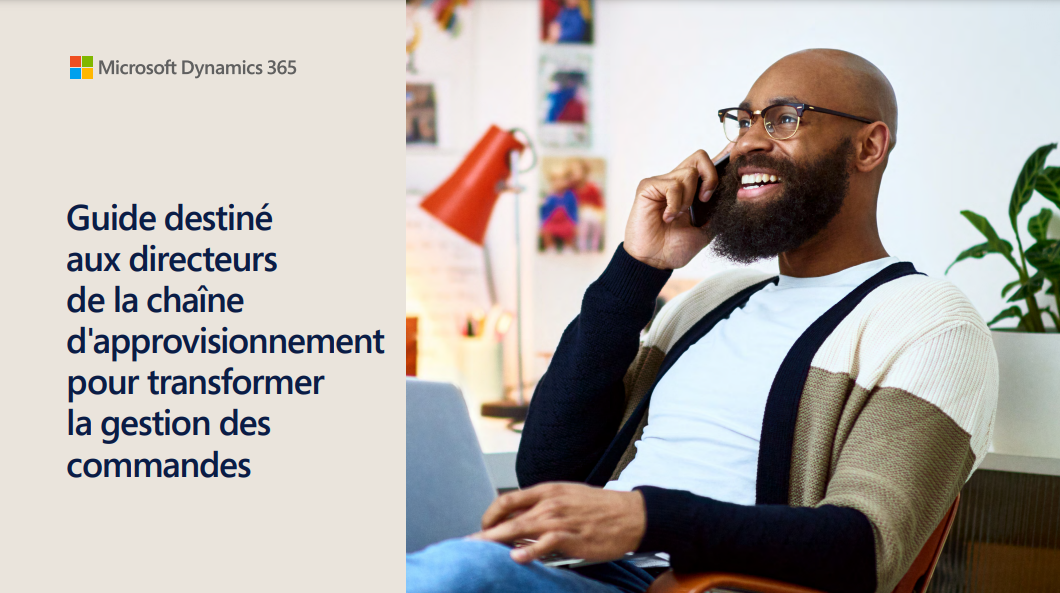 Microsoft Dynamics 365
Guide destiné
aux directeurs
de la chaîne
d'approvisionnement
pour transformer
la gestion des
commandes